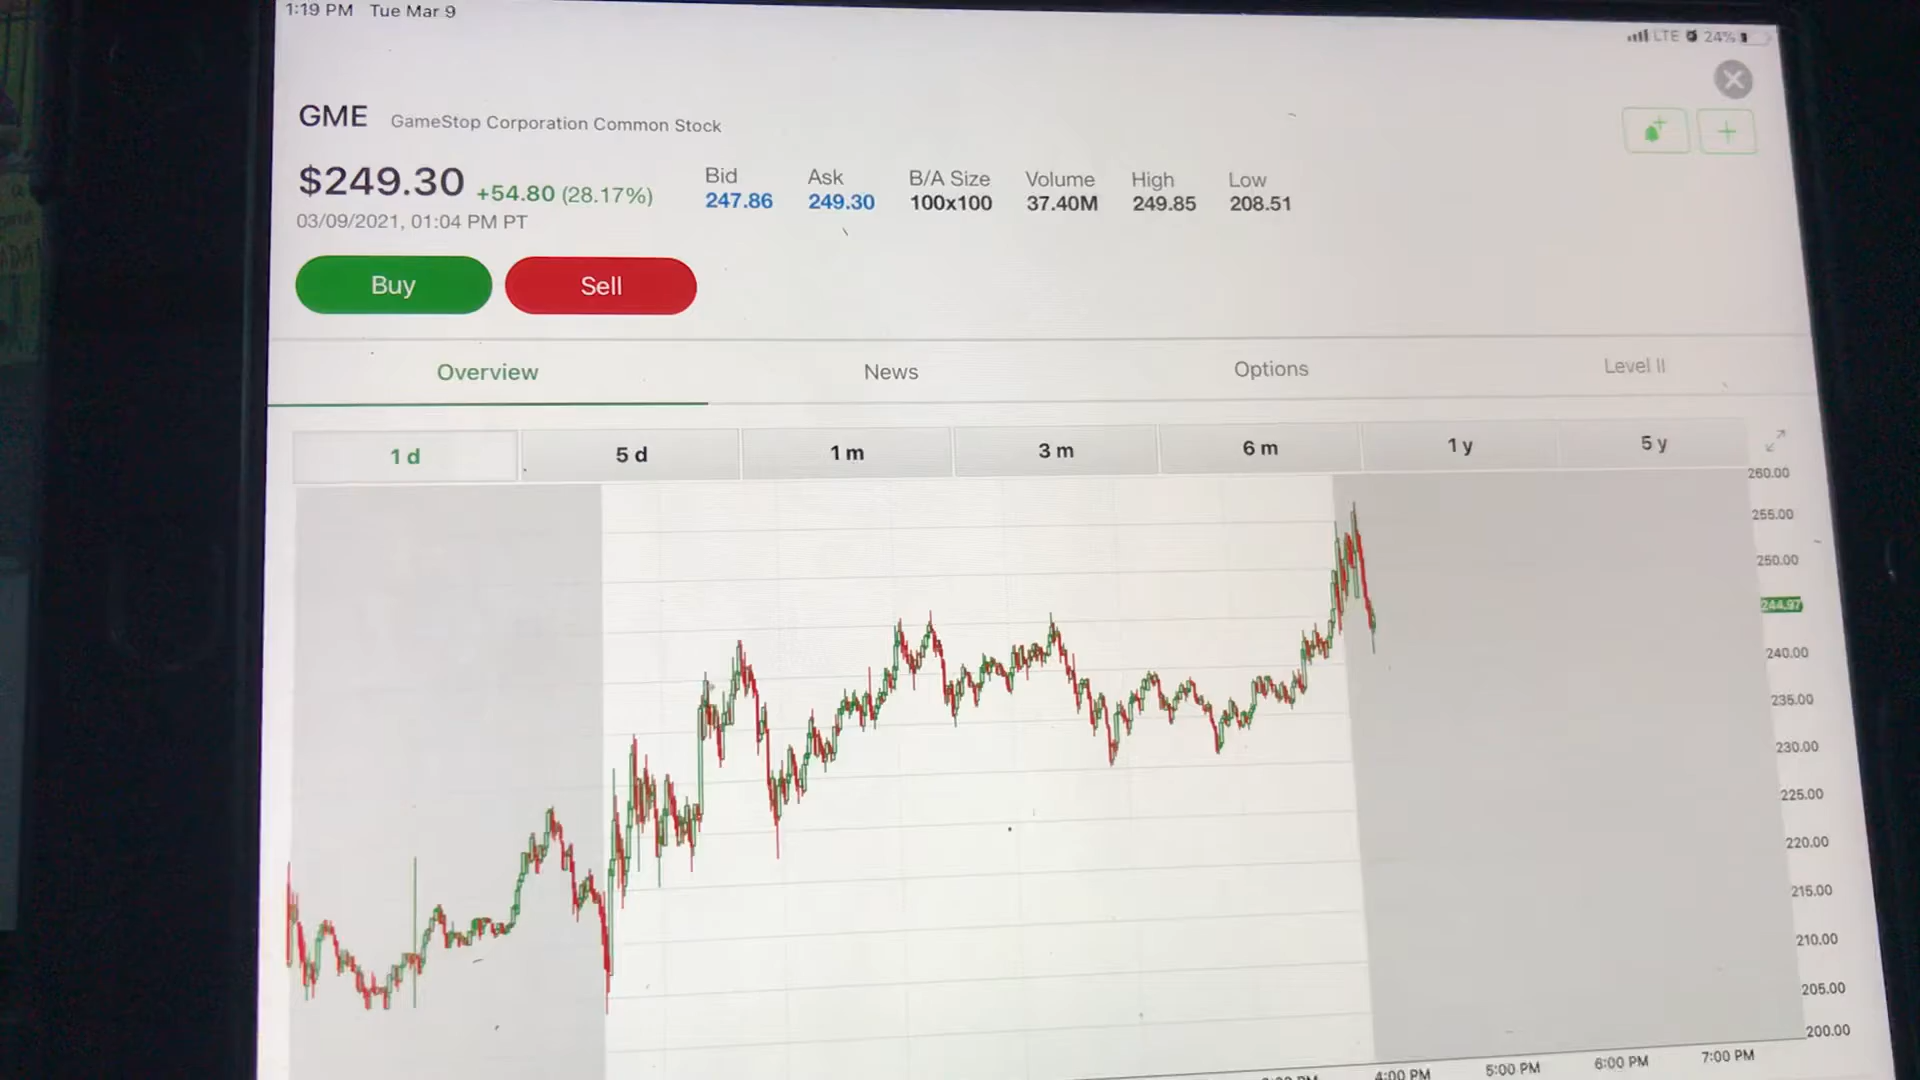 1:19 PM Tue Mar 9
LTE 24%
GME GameStop Corporation Common Stock
$249.30 +54.80 (28.17%)
03/09/2021, 01:04 PM PT
Bid Ask B/A Size Volume High Low
247.86 249.30 100x100 37.40M 249.85 208.51
Buy Sell
Overview News Options Level II
1 d 5 d 1 m 3 m 6 m 1 y 5 y
260.00
255.00
250.00
244.97
240.00
235.00
230.00
225.00
220.00
215.00
210.00
205.00
200.00
4:00 PM 5:00 PM 6:00 PM 7:00 PM